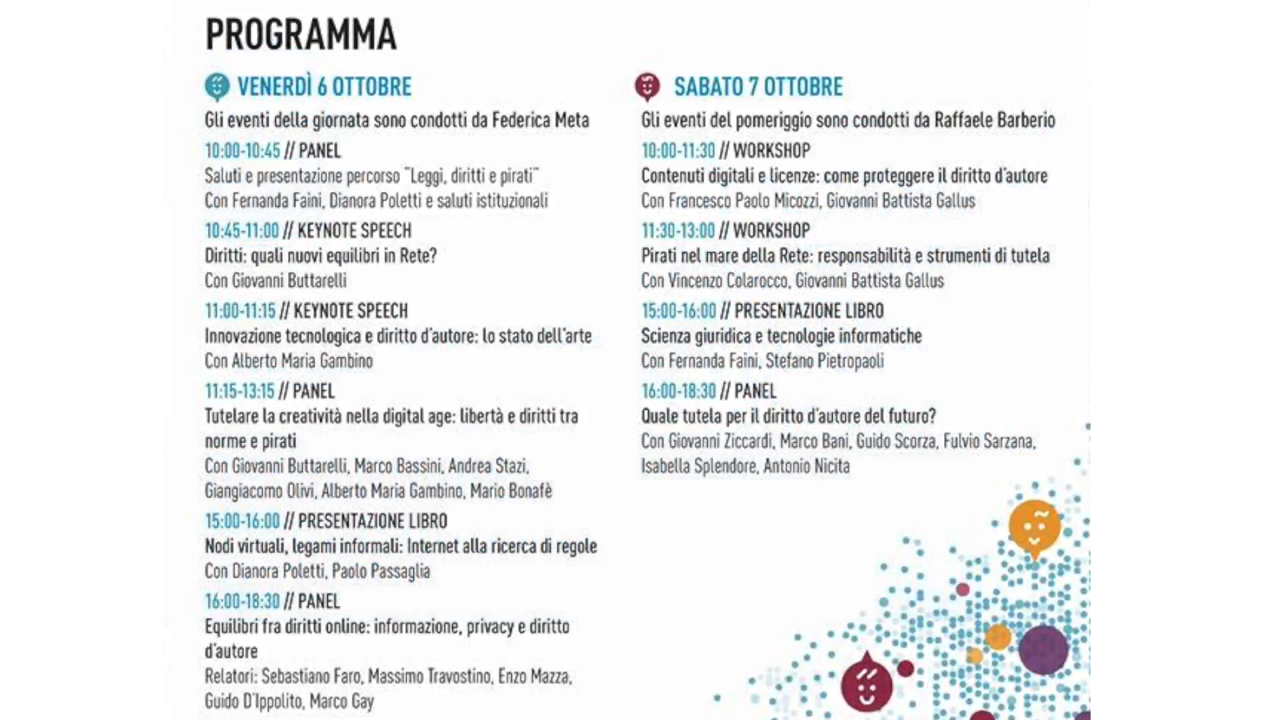 PROGRAMMA
VENERDÌ 6 OTTOBRE
Gli eventi della giornata sono condotti da Federica Meta
10:00-10:45 // PANEL
Saluti e presentazione percorso "Leggi, diritti e pirati"
Con Fernanda Faini, Dianora Poletti e saluti istituzionali
10:45-11:00 // KEYNOTE SPEECH
Diritti: quali nuovi equilibri in Rete?
Con Giovanni Buttarelli
11:00-11:15 // KEYNOTE SPEECH
Innovazione tecnologica e diritto d'autore: lo stato dell'arte
Con Alberto Maria Gambino
11:15-13:15 // PANEL
Tutelare la creatività nella digital age: libertà e diritti tra
norme e pirati
Con Giovanni Buttarelli, Marco Bassini, Andrea Stazi,
Giangiacomo Olivi, Alberto Maria Gambino, Mario Bonafè
15:00-16:00 // PRESENTAZIONE LIBRO
Nodi virtuali, legami informali: Internet alla ricerca di regole
Con Dianora Poletti, Paolo Passaglia
16:00-18:30 // PANEL
Equilibri fra diritti online: informazione, privacy e diritto
d'autore
Relatori: Sebastiano Faro, Massimo Travostino, Enzo Mazza,
Guido D'Ippolito, Marco Gay
SABATO 7 OTTOBRE
Gli eventi del pomeriggio sono condotti da Raffaele Barberio
10:00-11:30 // WORKSHOP
Contenuti digitali e licenze: come proteggere il diritto d'autore
Con Francesco Paolo Micozzi, Giovanni Battista Gallus
11:30-13:00 // WORKSHOP
Pirati nel mare della Rete: responsabilità e strumenti di tutela
Con Vincenzo Colarocco, Giovanni Battista Gallus
15:00-16:00 // PRESENTAZIONE LIBRO
Scienza giuridica e tecnologie informatiche
Con Fernanda Faini, Stefano Pietropaoli
16:00-18:30 // PANEL
Quale tutela per il diritto d'autore del futuro?
Con Giovanni Ziccardi, Marco Bani, Guido Scorza, Fulvio Sarzana,
Isabella Splendore, Antonio Nicita